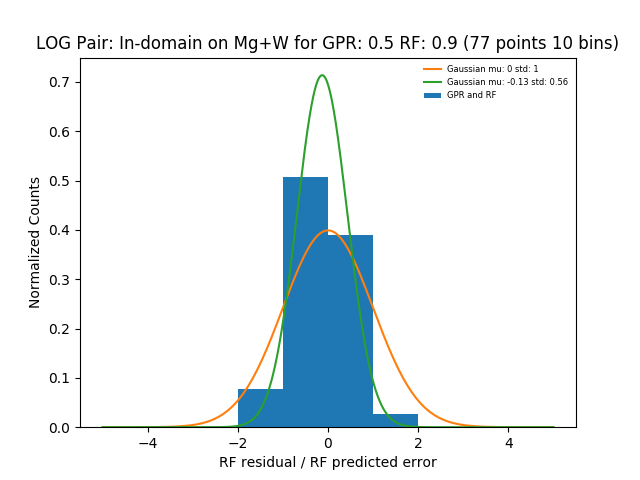 LOG Pair: In-domain on Mg+W for GPR: 0.5 RF: 0.9 (77 points 10 bins)
Gaussian mu: 0 std: 1
Gaussian mu: -0.13 std: 0.56
GPR and RF
Normalized Counts
0.7
0.6
0.5
0.4
0.3
0.2
0.1
0.0
−4 −2 0 2 4
RF residual / RF predicted error